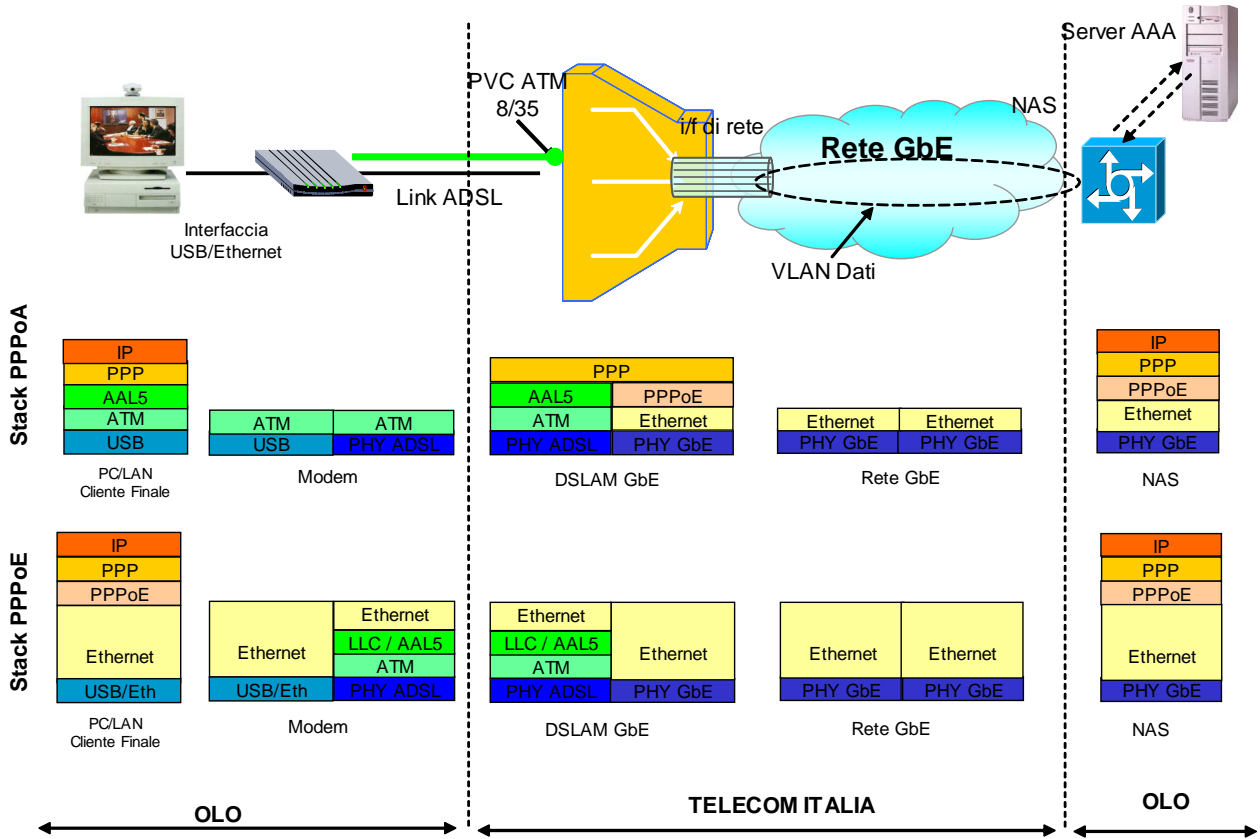 Server AAA
PVC ATM
8/35
NAS
i/f di rete
Rete GbE
Link ADSL
Interfaccia
USB/Ethernet
VLAN Dati
Stack PPPoA
IP
PPP
AAL5
ATM
USB
PC/LAN
Cliente Finale
ATM
ATM
USB
PHY ADSL
Modem
PPP
AAL5
PPPoE
ATM
Ethernet
PHY ADSL
PHY GbE
DSLAM GbE
Ethernet
Ethernet
PHY GbE
PHY GbE
Rete GbE
IP
PPP
PPPoE
Ethernet
PHY GbE
NAS
Stack PPPoE
IP
PPP
PPPoE
Ethernet
USB/Eth
PC/LAN
Cliente Finale
Ethernet
Ethernet
LLC / AAL5
ATM
USB/Eth
PHY ADSL
Modem
Ethernet
LLC / AAL5
Ethernet
ATM
PHY ADSL
PHY GbE
DSLAM GbE
Ethernet
Ethernet
PHY GbE
PHY GbE
Rete GbE
IP
PPP
PPPoE
Ethernet
PHY GbE
NAS
OLO
TELECOM ITALIA
OLO